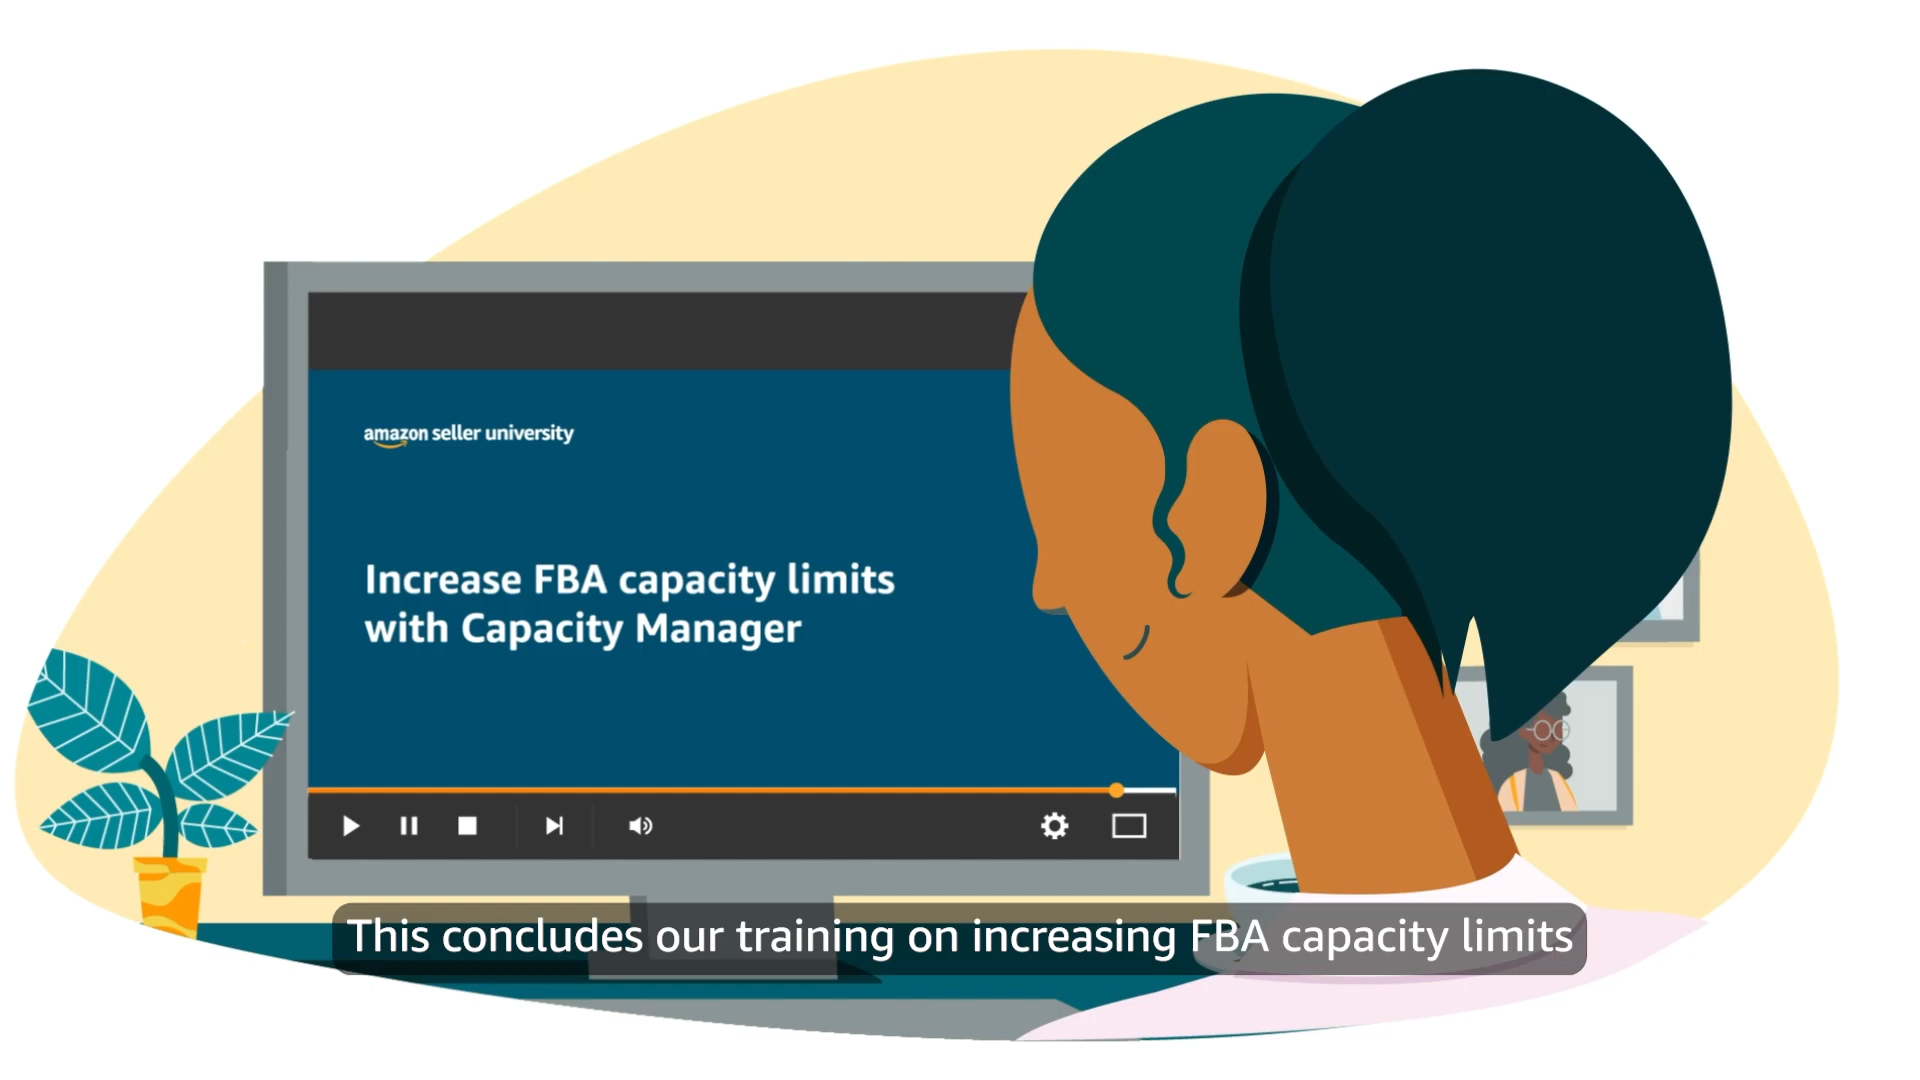 amazon seller university
Increase FBA capacity limits
with Capacity Manager
This concludes our training on increasing FBA capacity limits